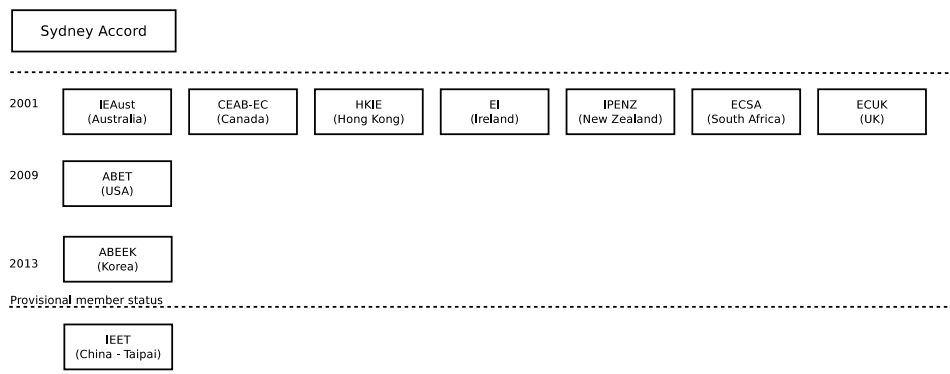 Sydney Accord
2001
IEAust
(Australia)
CEAB-EC
(Canada)
HKIE
(Hong Kong)
EI
(Ireland)
IPENZ
(New Zealand)
ECSA
(South Africa)
ECUK
(UK)
2009
ABET
(USA)
2013
ABEEK
(Korea)
Provisional member status
IEET
(China - Taipai)